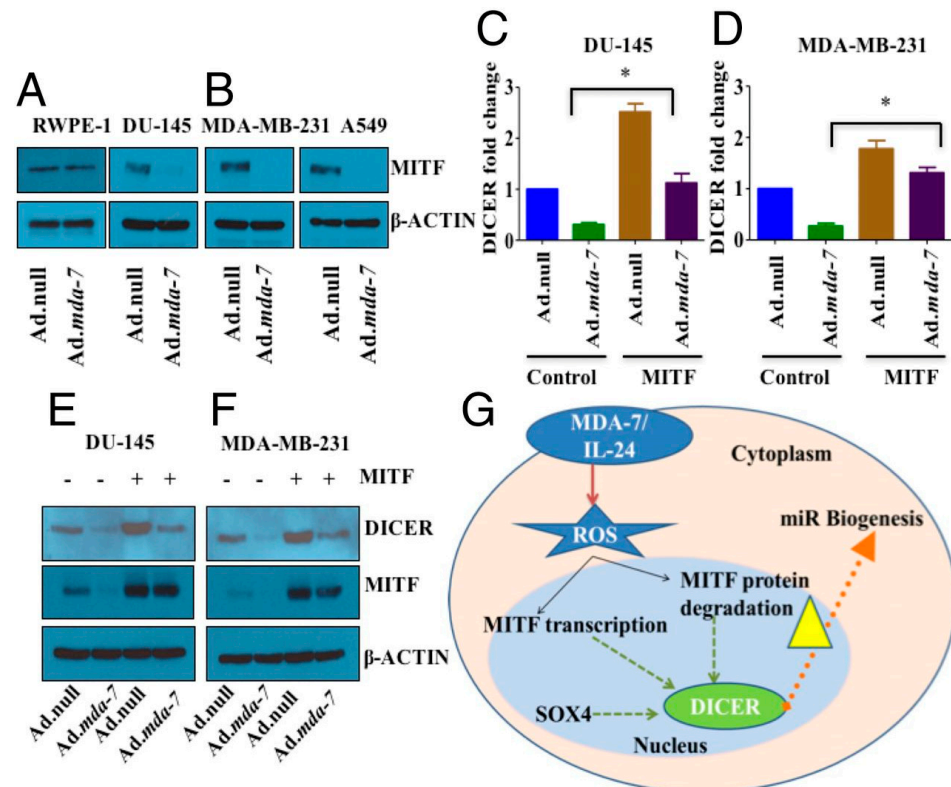 A
RWPE-1 DU-145
B
MDA-MB-231 A549
MITF
β-ACTIN
Ad.null
Ad.mda-7
Ad.null
Ad.mda-7
Ad.null
Ad.mda-7
Ad.null
Ad.mda-7
C
DU-145
DICER fold change
3
2
1
0
*
Ad.null
Ad.mda-7
Ad.null
Ad.mda-7
Control MITF
D
MDA-MB-231
DICER fold change
3
2
1
0
*
Ad.null
Ad.mda-7
Ad.null
Ad.mda-7
Control MITF
E
DU-145
- - + +
F
MDA-MB-231
- - + + MITF
DICER
MITF
β-ACTIN
Ad.null
Ad.mda-7
Ad.null
Ad.mda-7
Ad.null
Ad.mda-7
Ad.null
Ad.mda-7
G
MDA-7/
IL-24
Cytoplasm
ROS
miR Biogenesis
MITF protein
degradation
MITF transcription
SOX4
DICER
Nucleus